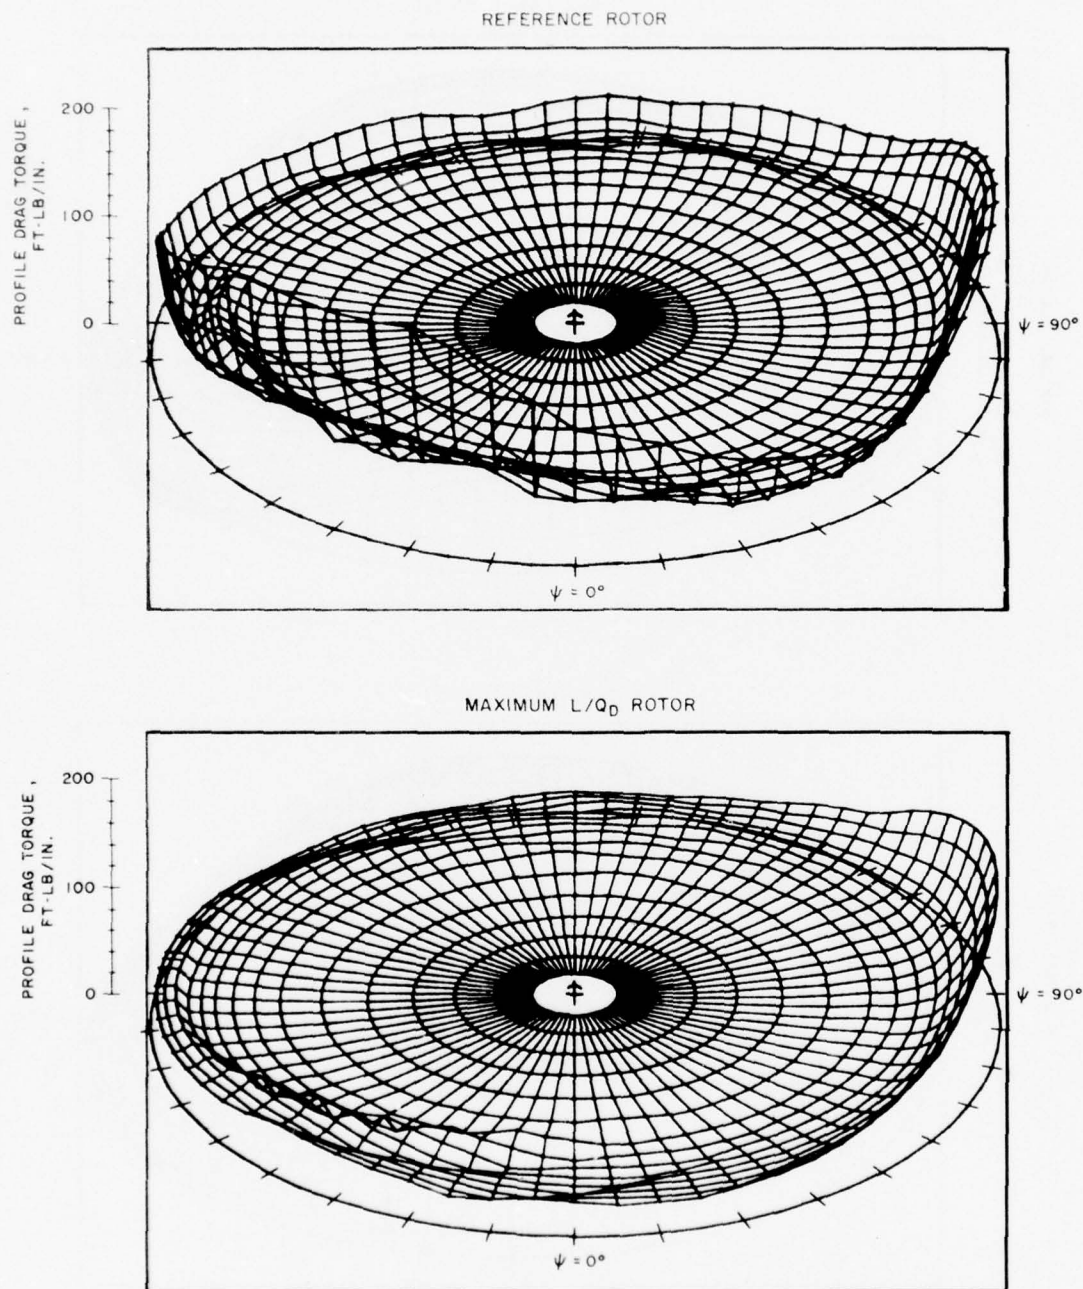 REFERENCE ROTOR
PROFILE DRAG TORQUE,
FT-LB/IN.
200
100
0
ψ = 90°
ψ = 0°
MAXIMUM L/Q_D ROTOR
PROFILE DRAG TORQUE,
FT-LB/IN.
200
100
0
ψ = 90°
ψ = 0°